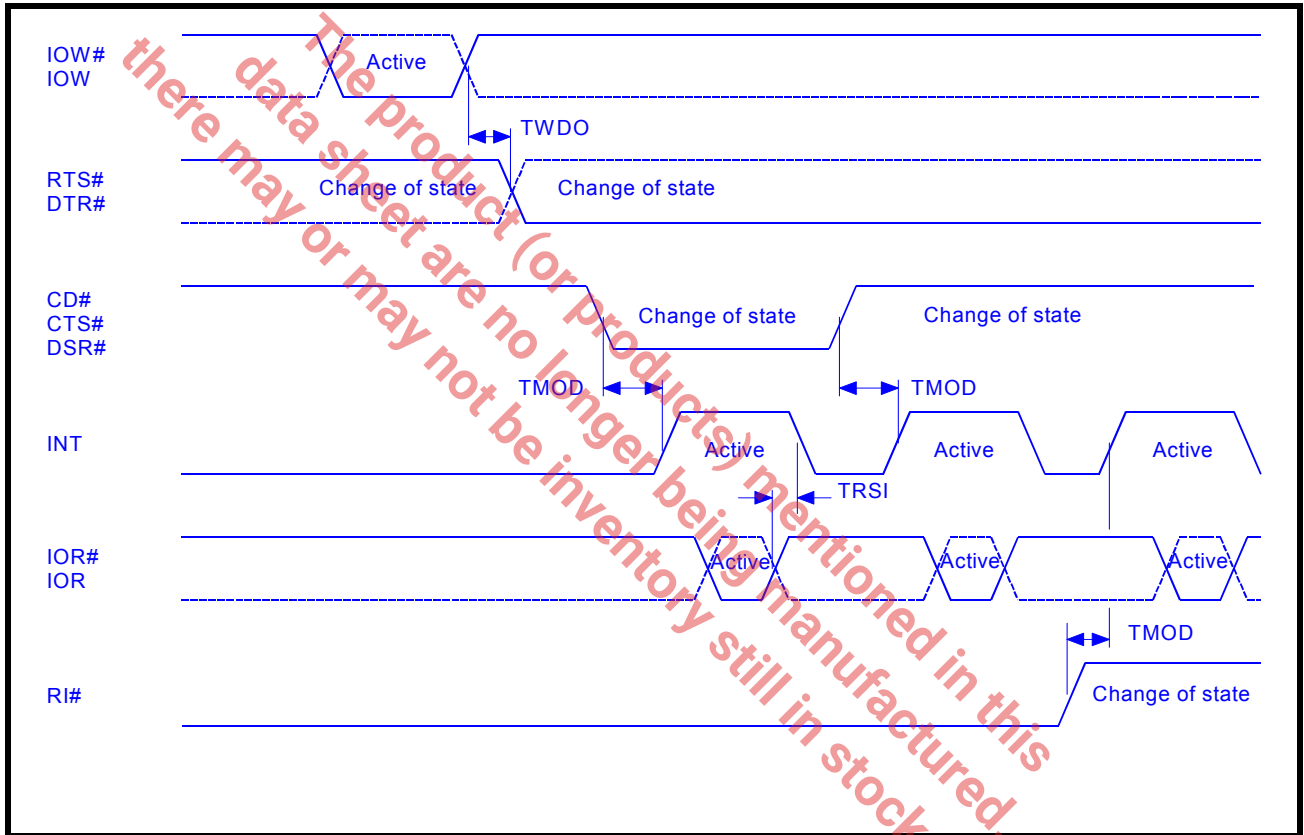 IOW#
IOW
Active
TWDO
RTS#
DTR#
Change of state
Change of state
CD#
CTS#
DSR#
Change of state
Change of state
TMOD
TMOD
INT
Active
Active
Active
TRSI
IOR#
IOR
Active
Active
Active
TMOD
RI#
Change of state
The product (or products) mentioned in this
data sheet are no longer being manufactured
there may or may not be inventory still in stock